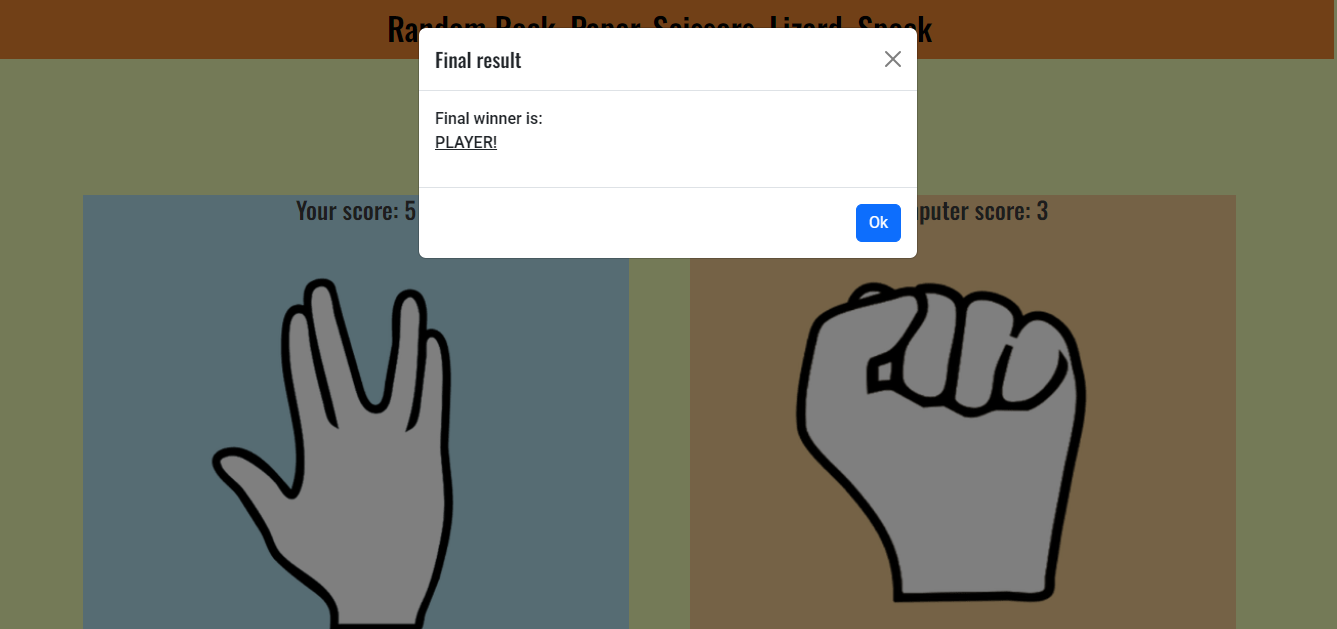 Random Rock, Paper, Scissors, Lizard, Spock
Final result
Final winner is:
PLAYER!
Ok
Your score: 5
puter score: 3